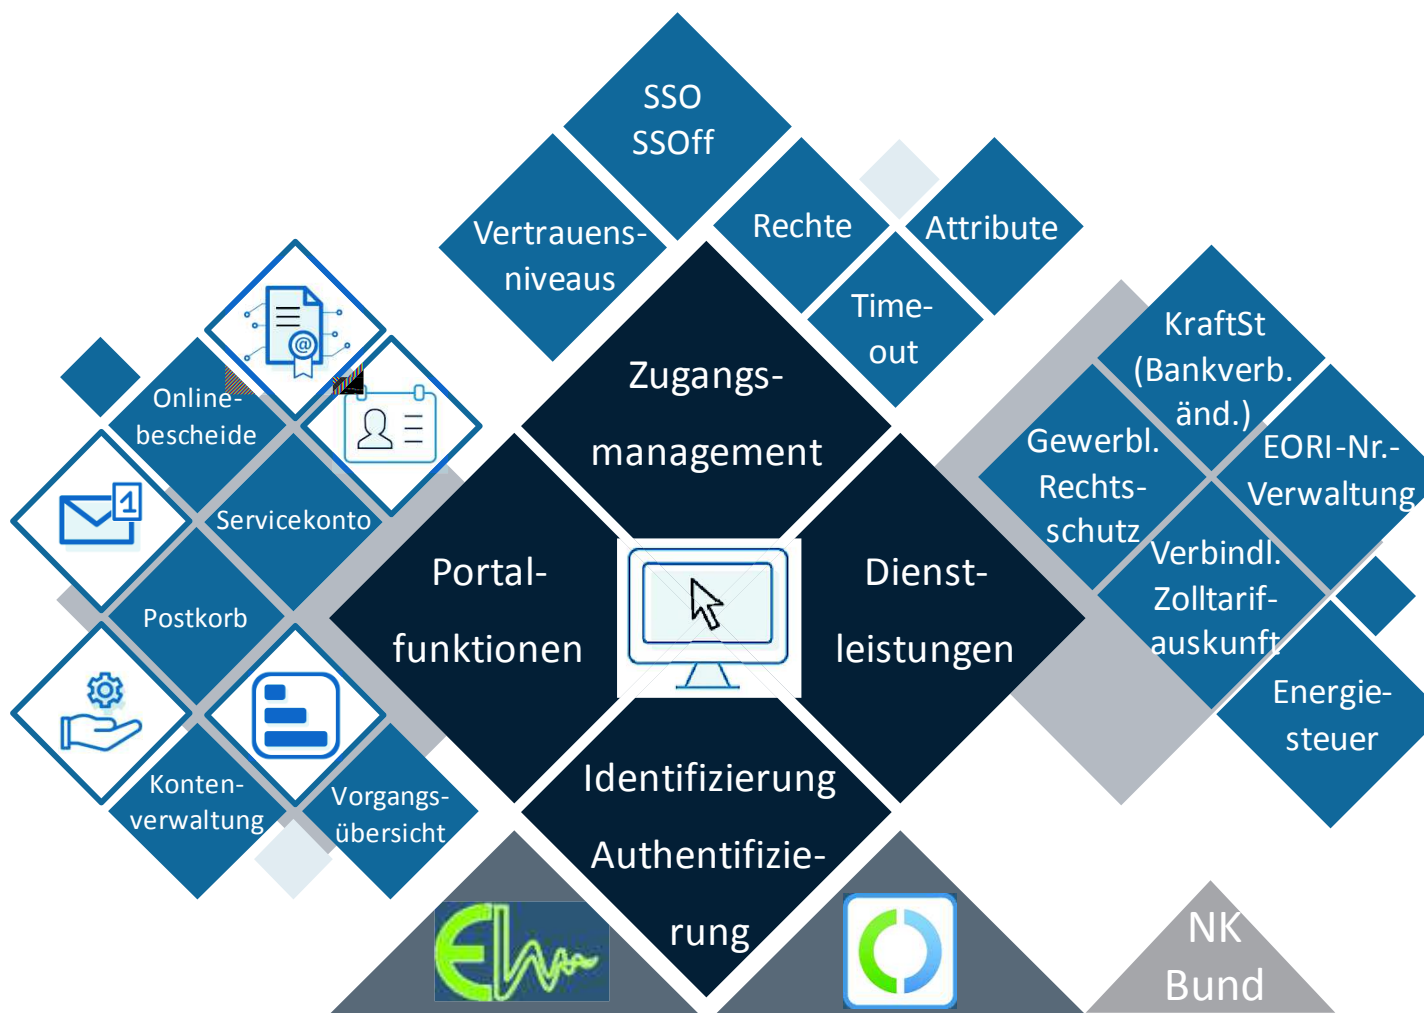 SSO
SSOff
Vertrauens-
niveaus
Rechte
Attribute
Time-
out
Zugangs-
management
Online-
bescheide
@
1
Servicekonto
Postkorb
Konten-
verwaltung
Vorgangs-
übersicht
Portal-
funktionen
Dienst-
leistungen
KraftSt
(Bankverb.
änd.)
Gewerbl.
Rechts-
schutz
EORI-Nr.-
Verwaltung
Verbindl.
Zolltarif-
auskunft
Energie-
steuer
Identifizierung
Authentifizie-
rung
NK
Bund